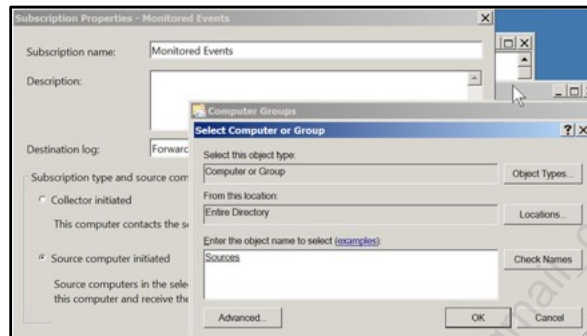 Subscription Properties - Monitored Events
Subscription name:
Monitored Events
Description:
Computer Groups
Select Computer or Group
Destination log:
Forwar
Select this object type:
Computer or Group
Object Types...
Subscription type and source com
From this location:
Collector initiated
Entire Directory
Locations...
This computer contacts the s
Enter the object name to select (examples):
Source computer initiated
Sources
Check Names
Source computers in the sele
this computer and receive the
Advanced...
OK
Cancel